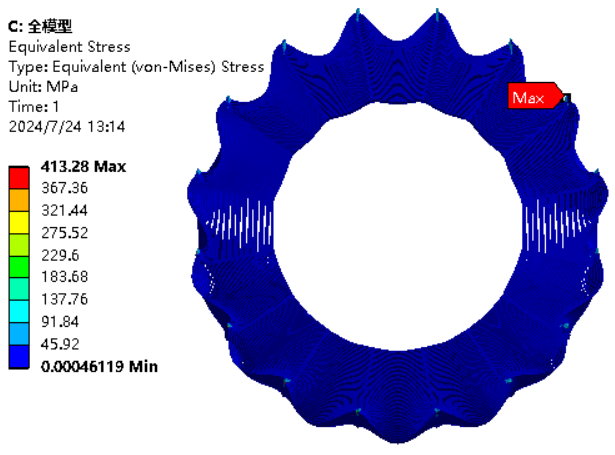 C: 全模型
Equivalent Stress
Type: Equivalent (von-Mises) Stress
Unit: MPa
Time: 1
2024/7/24 13:14
Max
413.28 Max
367.36
321.44
275.52
229.6
183.68
137.76
91.84
45.92
0.00046119 Min